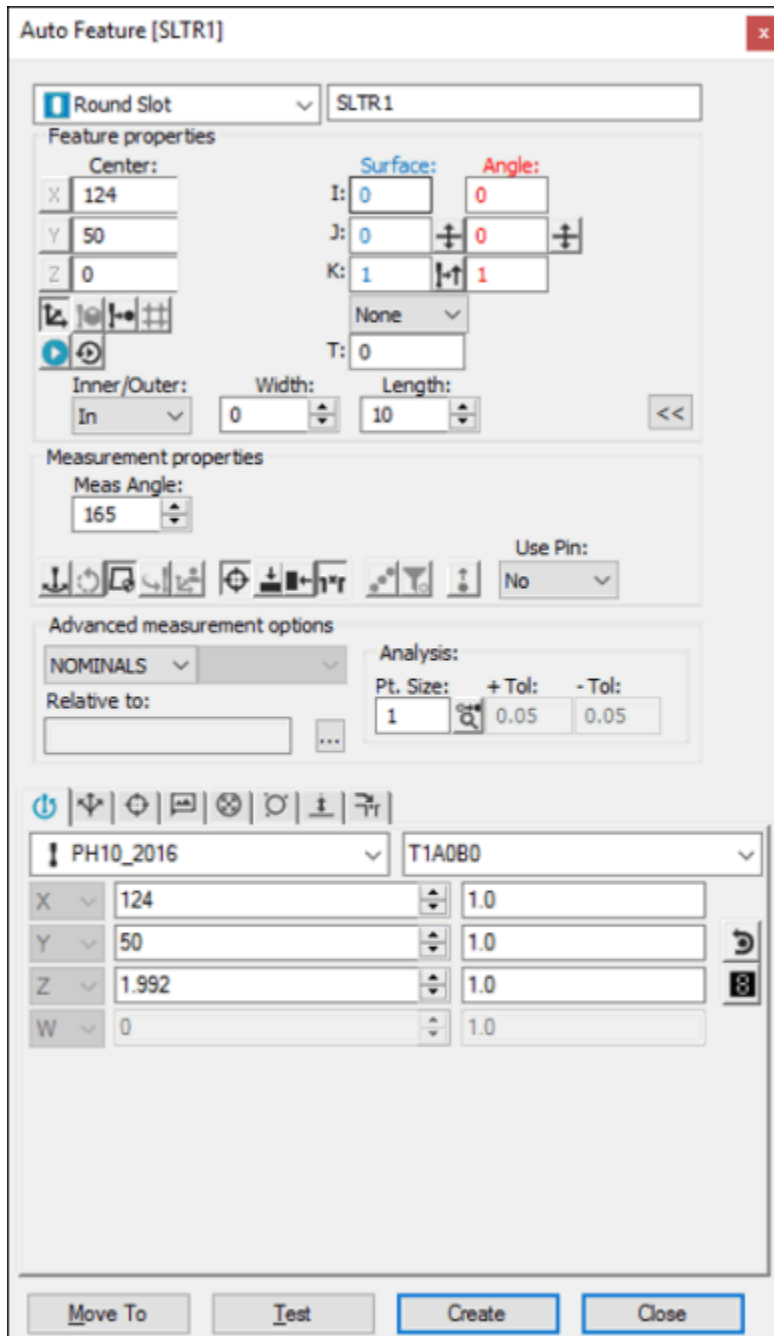 Auto Feature [SLTR1]
x
Round Slot SLTR1
Feature properties
Center: Surface: Angle:
X 124 I: 0 0
Y 50 J: 0 0
Z 0 K: 1 1
None
T: 0
Inner/Outer: Width: Length:
In 0 10 <<
Measurement properties
Meas Angle:
165
Use Pin:
No
Advanced measurement options
NOMINALS Analysis:
Pt. Size: + Tol: - Tol:
Relative to: 1 0.05 0.05
...
PH10_2016 T1A0B0
X 124 1.0
Y 50 1.0
Z 1.992 1.0
8
W 0 1.0
Move To Test Create Close